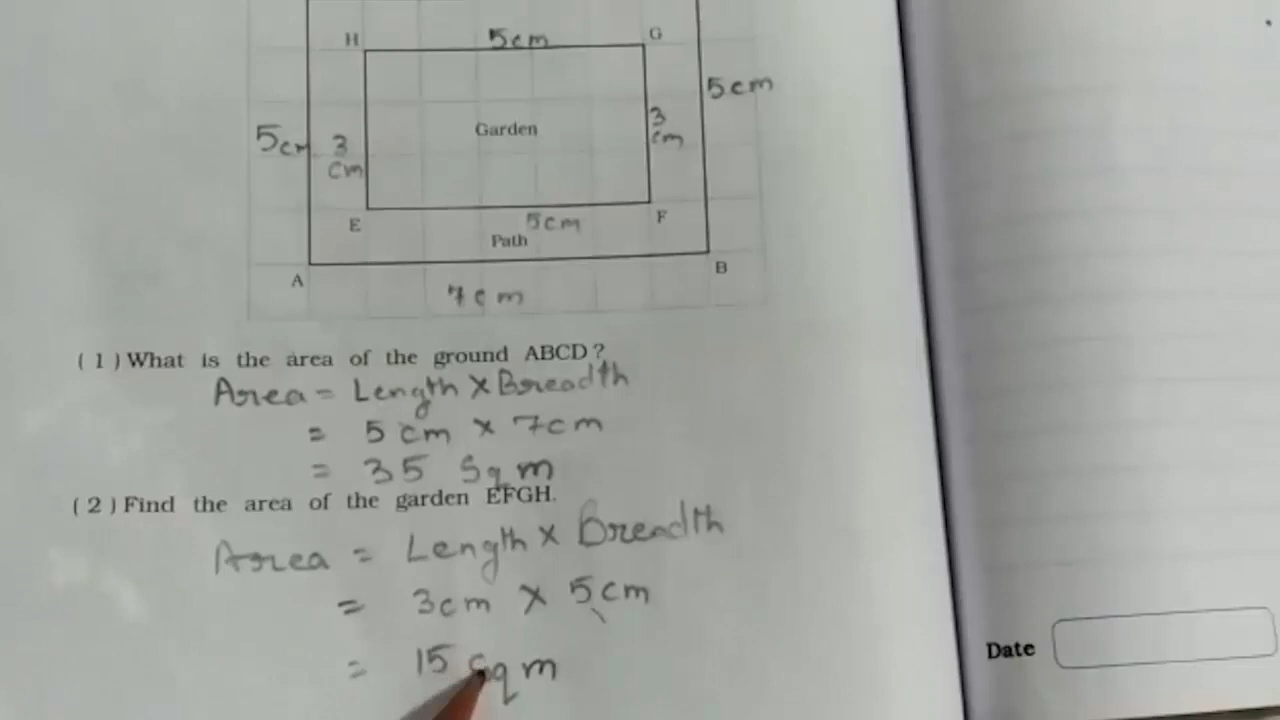 H 5cm G
5cm
Garden
3
cm
5cm 3
cm
E 5cm F
Path
A B
7cm
( 1 ) What is the area of the ground ABCD ?
Area = Length × Breadth
= 5 cm × 7cm
= 35 Sq m
( 2 ) Find the area of the garden EFGH.
Area = Length × Breadth
= 3cm × 5cm
= 15 sq m
Date